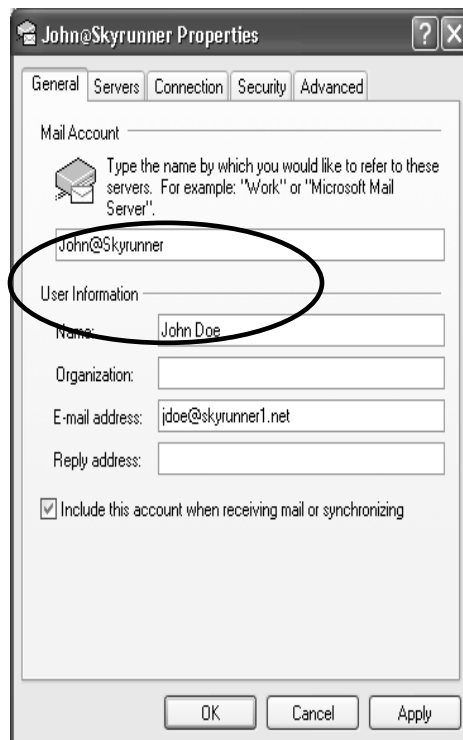 John@Skyrunner Properties
General Servers Connection Security Advanced
Mail Account
Type the name by which you would like to refer to these
servers. For example: "Work" or "Microsoft Mail
Server".
John@Skyrunner
User Information
Name: John Doe
Organization:
E-mail address: jdoe@skyrunner1.net
Reply address:
Include this account when receiving mail or synchronizing
OK Cancel Apply